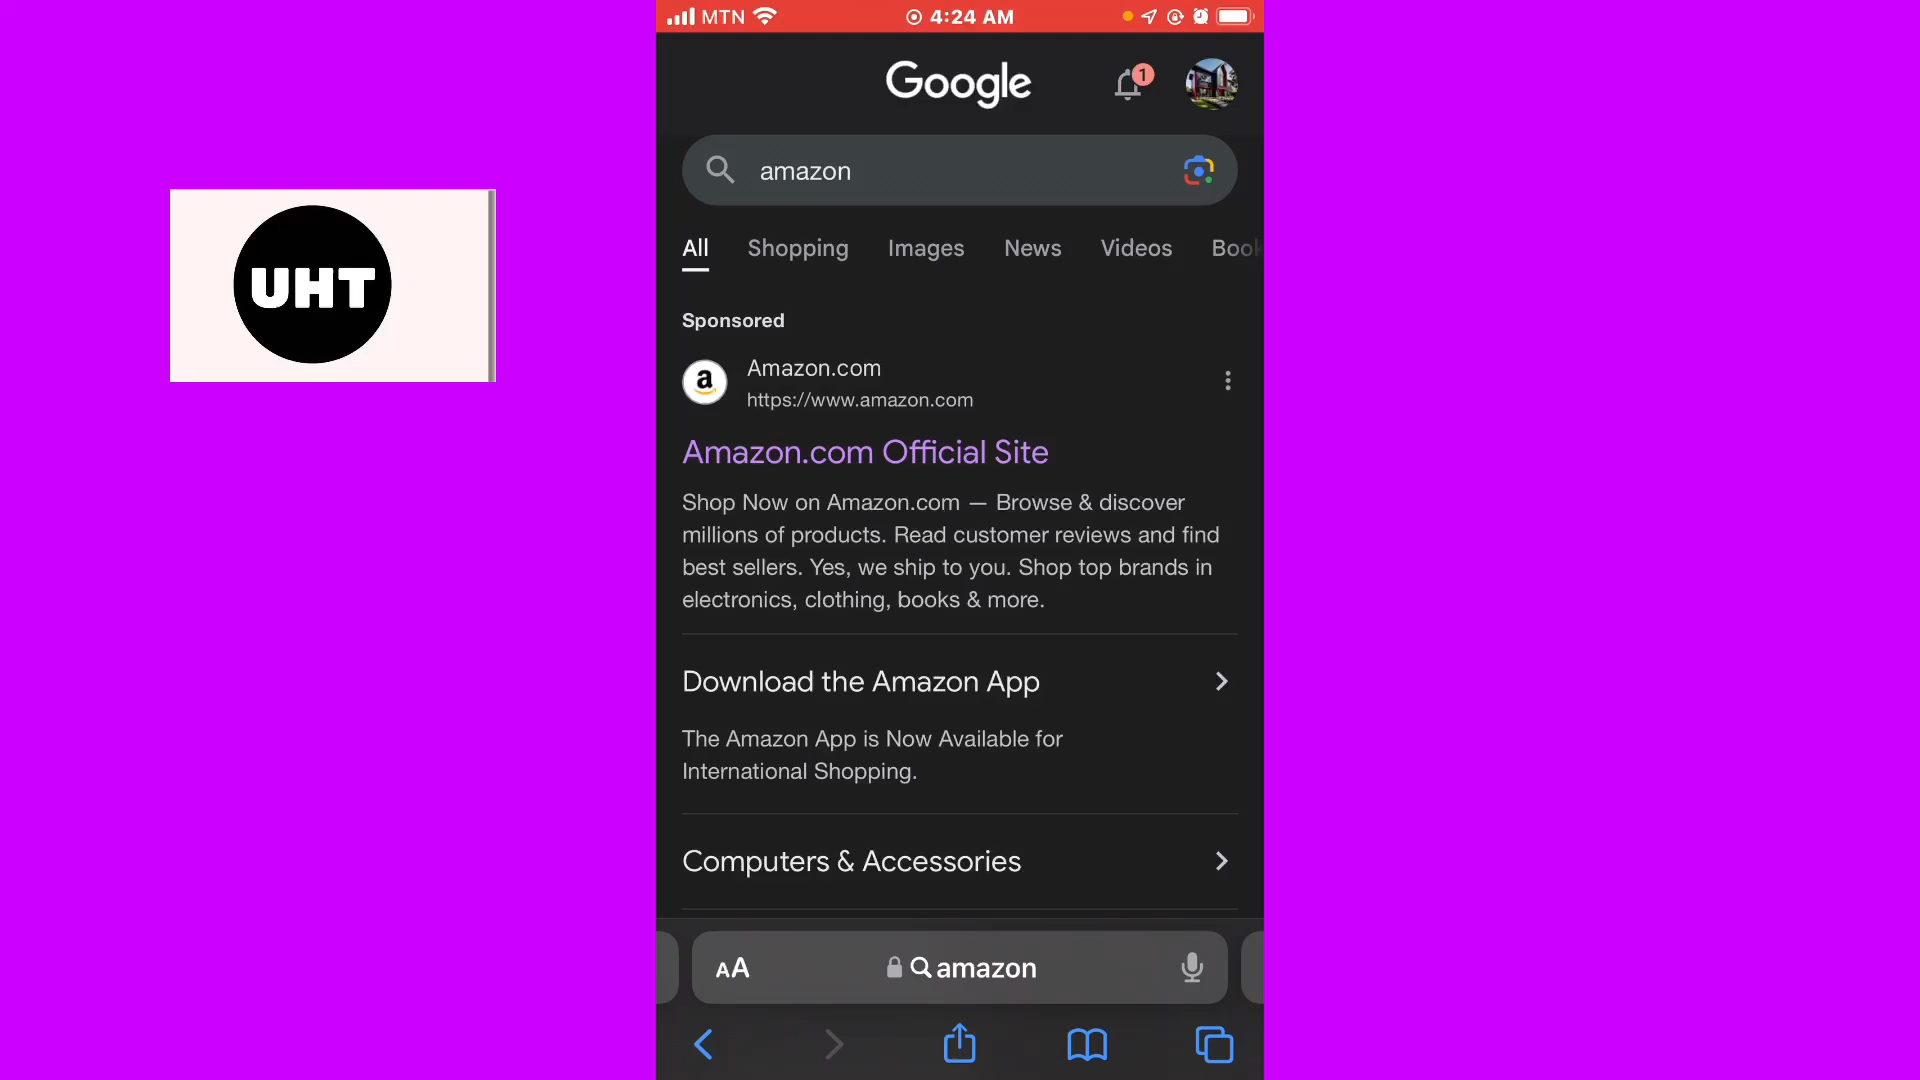 MTN 4:24 AM
Google
1
amazon
All Shopping Images News Videos Book
UHT
Sponsored
a Amazon.com
https://www.amazon.com
Amazon.com Official Site
Shop Now on Amazon.com — Browse & discover
millions of products. Read customer reviews and find
best sellers. Yes, we ship to you. Shop top brands in
electronics, clothing, books & more.
Download the Amazon App
The Amazon App is Now Available for
International Shopping.
Computers & Accessories
AA amazon